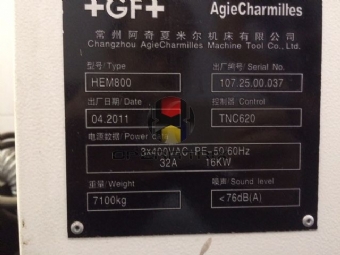 +GF+ AgieCharmilles
常州阿奇夏米尔机床有限公司
Changzhou AgieCharmilles Machine Tool Co., Ltd.
型号/Type 出厂编号/Serial No.
HEM800 107.25.00.037
出厂日期/Date 控制器/Control
04.2011 TNC620
电源数据/Power data
3x400VAC+PE~50/60Hz
32A 16KW
重量/Weight 噪声/Sound level
7100kg <76dB(A)